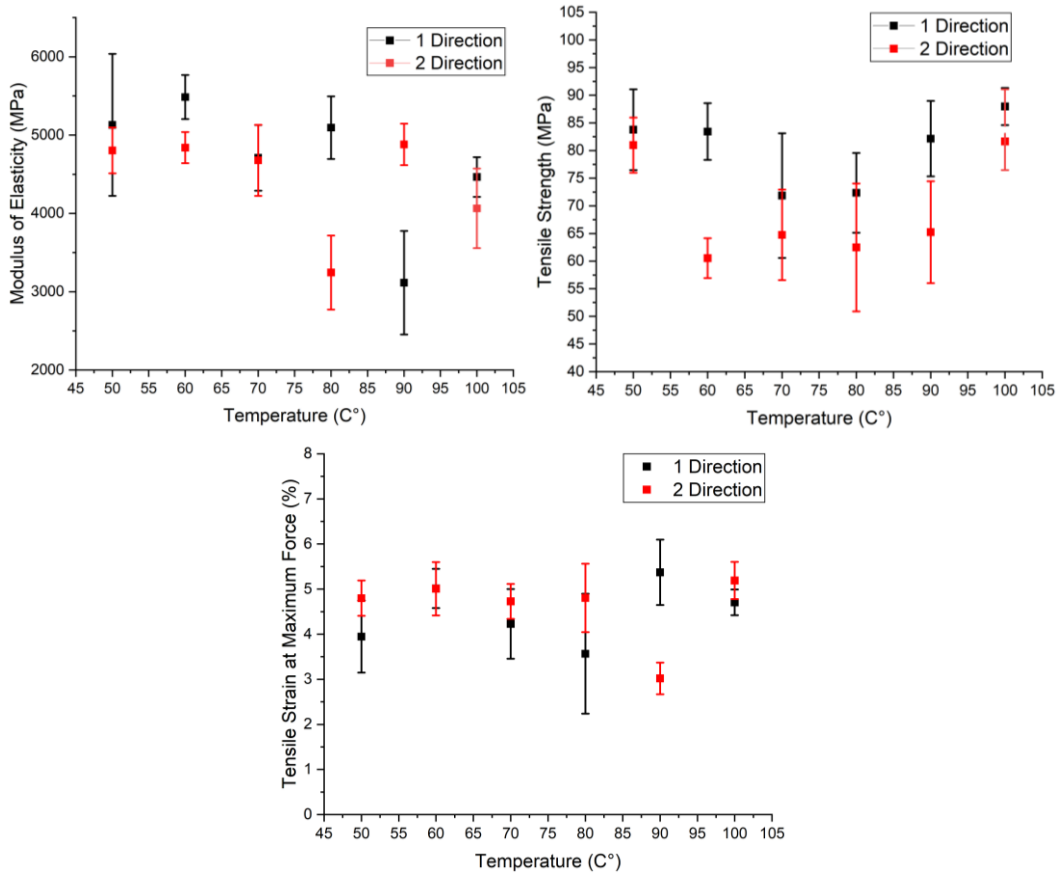 1 Direction
2 Direction
6000
5000
4000
3000
2000
Modulus of Elasticity (MPa)
45 50 55 60 65 70 75 80 85 90 95 100 105
Temperature (C°)
1 Direction
2 Direction
105
100
95
90
85
80
75
70
65
60
55
50
45
40
Tensile Strength (MPa)
45 50 55 60 65 70 75 80 85 90 95 100 105
Temperature (C°)
1 Direction
2 Direction
8
7
6
5
4
3
2
1
0
Tensile Strain at Maximum Force (%)
45 50 55 60 65 70 75 80 85 90 95 100 105
Temperature (C°)